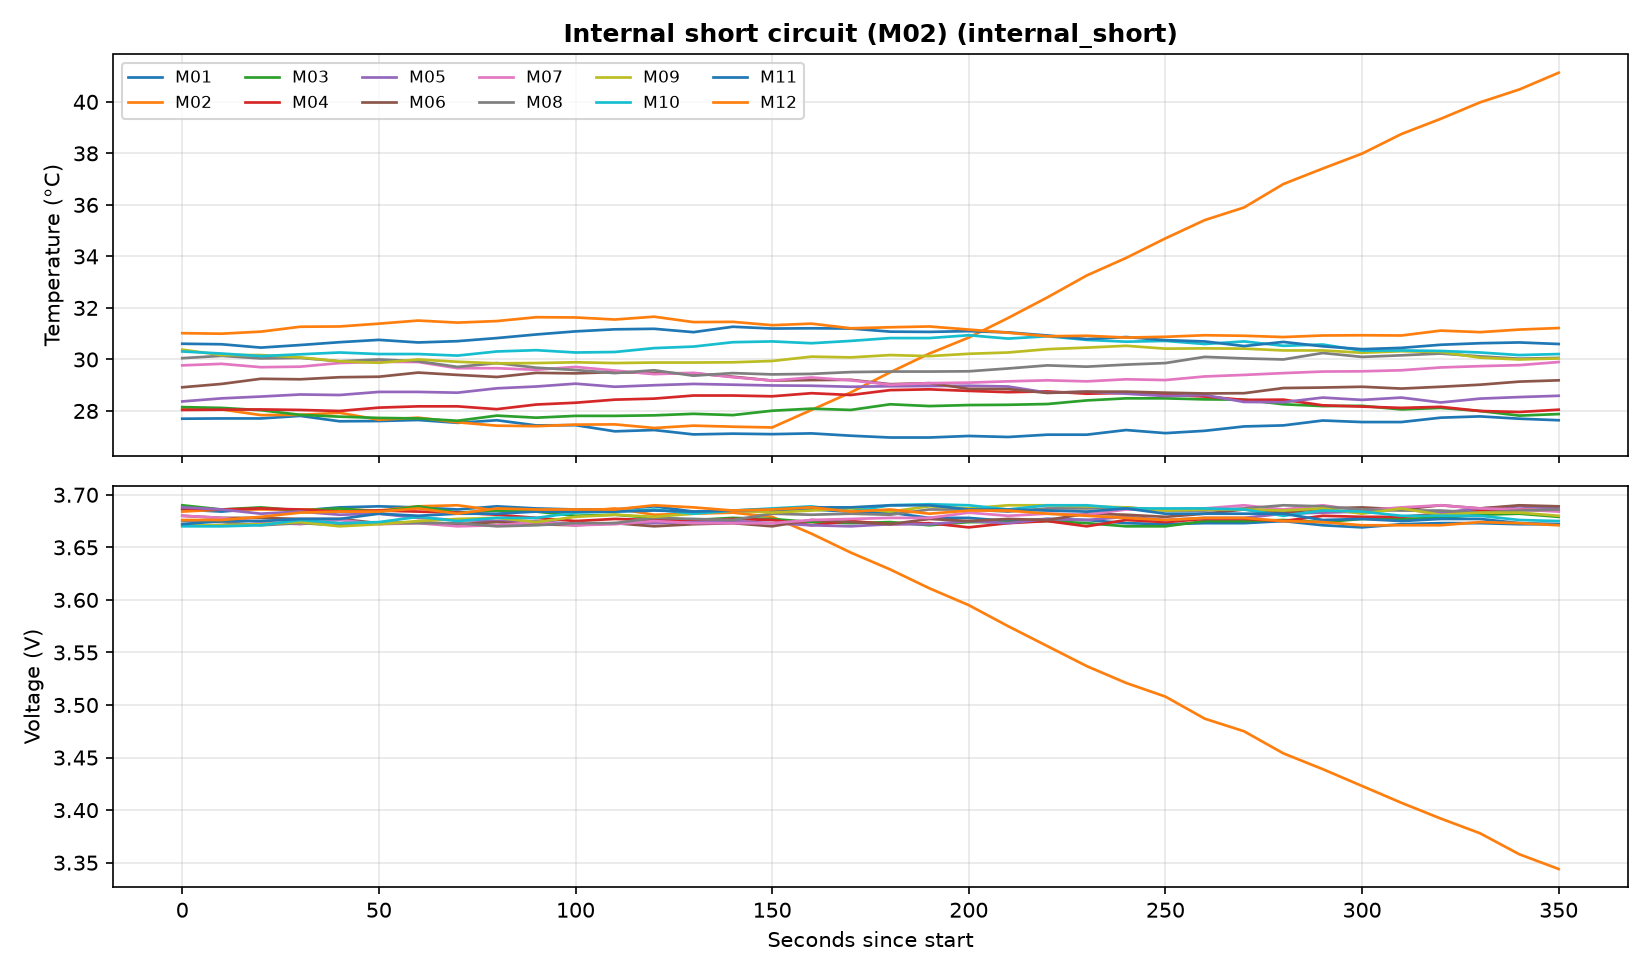 Internal short circuit (M02) (internal_short)
M01 M03 M05 M07 M09 M11
M02 M04 M06 M08 M10 M12
Temperature (°C)
40
38
36
34
32
30
28
Voltage (V)
3.70
3.65
3.60
3.55
3.50
3.45
3.40
3.35
0 50 100 150 200 250 300 350
Seconds since start